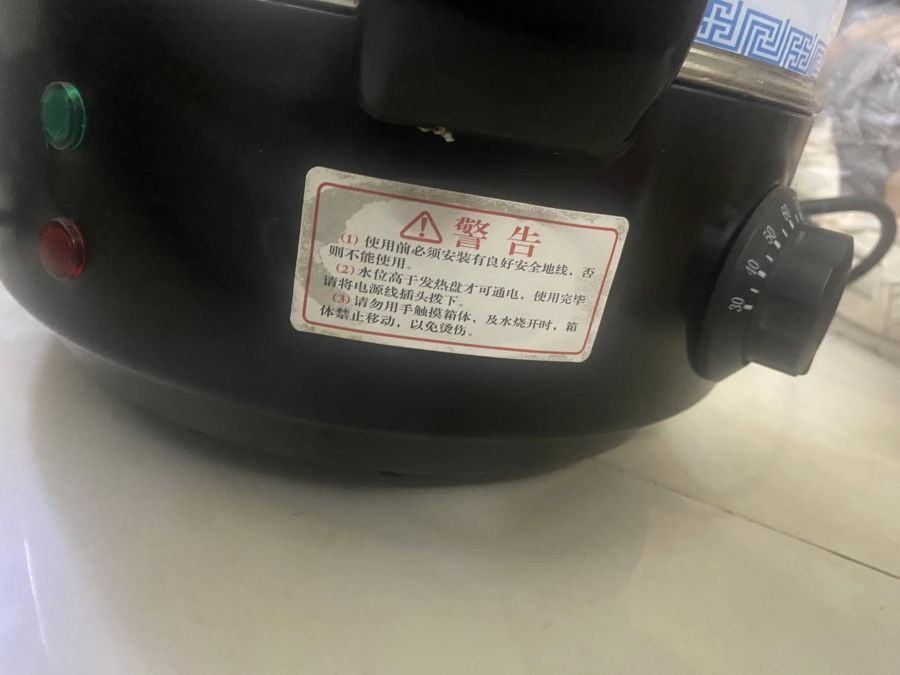 警告
(1) 使用前必须安装有良好安全地线，否
则不能使用。
(2) 水位高于发热盘才可通电，使用完毕
请将电源线插头拨下。
(3) 请勿用手触摸箱体，及水烧开时，箱
体禁止移动，以免烫伤。
30
40
50
60